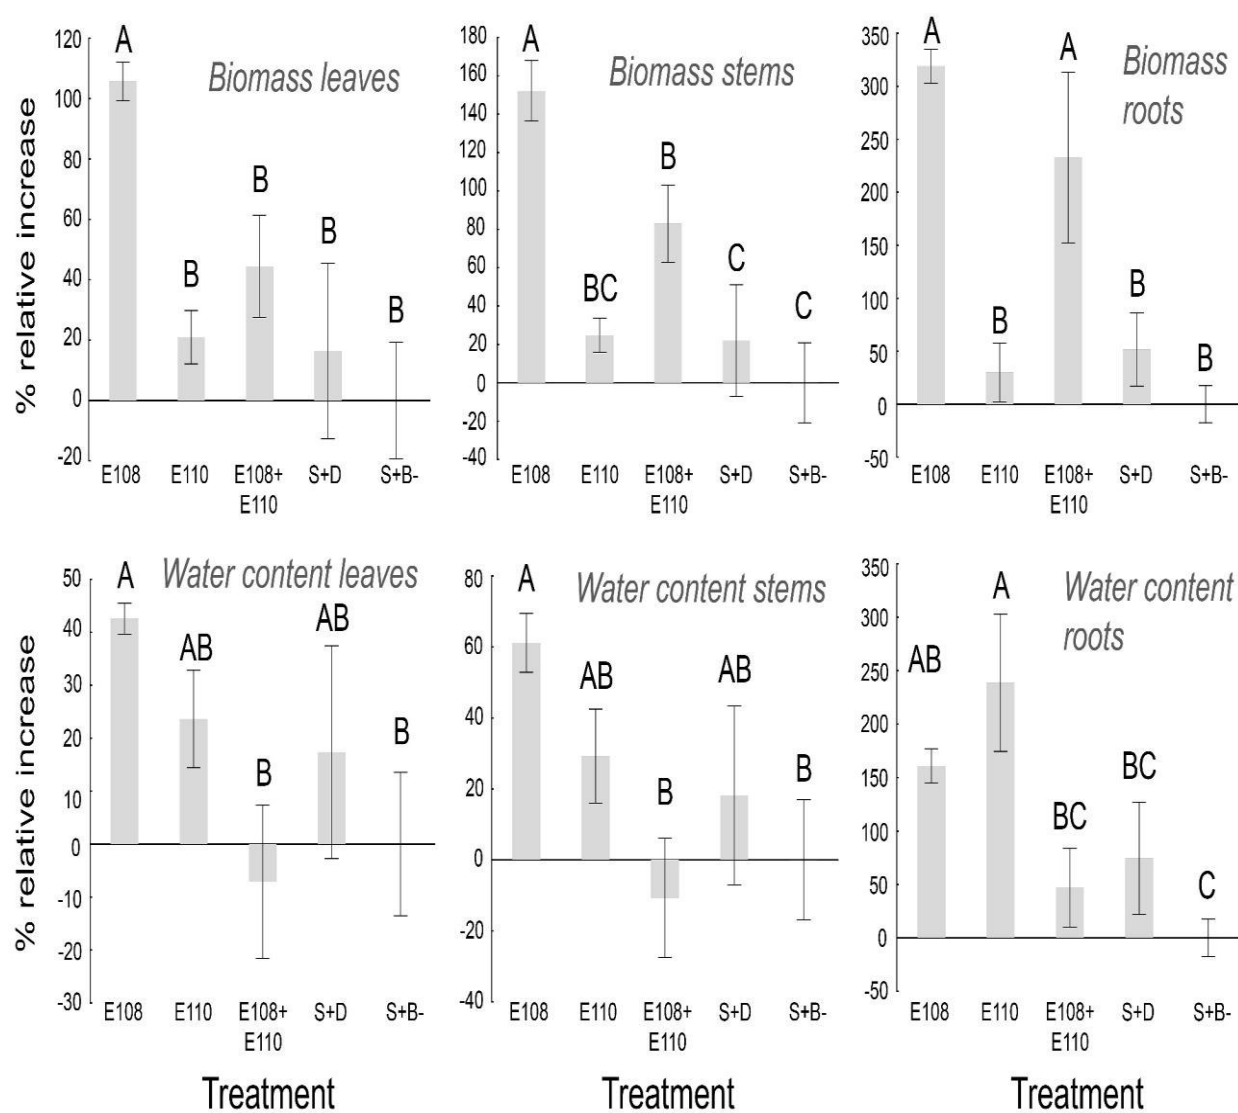 % relative increase
Biomass leaves
120
100
80
60
40
20
0
-20
A
B
B
B
B
E108 E110 E108+ S+D S+B-
E110
Biomass stems
180
160
140
120
100
80
60
40
20
0
-20
-40
A
BC
B
C
C
E108 E110 E108+ S+D S+B-
E110
Biomass
roots
350
300
250
200
150
100
50
0
-50
A
B
A
B
B
E108 E110 E108+ S+D S+B-
E110
% relative increase
Water content leaves
50
40
30
20
10
0
-10
-20
-30
A
AB
B
AB
B
E108 E110 E108+ S+D S+B-
E110
Treatment
Water content stems
80
60
40
20
0
-20
-40
A
AB
B
AB
B
E108 E110 E108+ S+D S+B-
E110
Treatment
Water content
roots
350
300
250
200
150
100
50
0
-50
AB
A
BC
BC
C
E108 E110 E108+ S+D S+B-
E110
Treatment